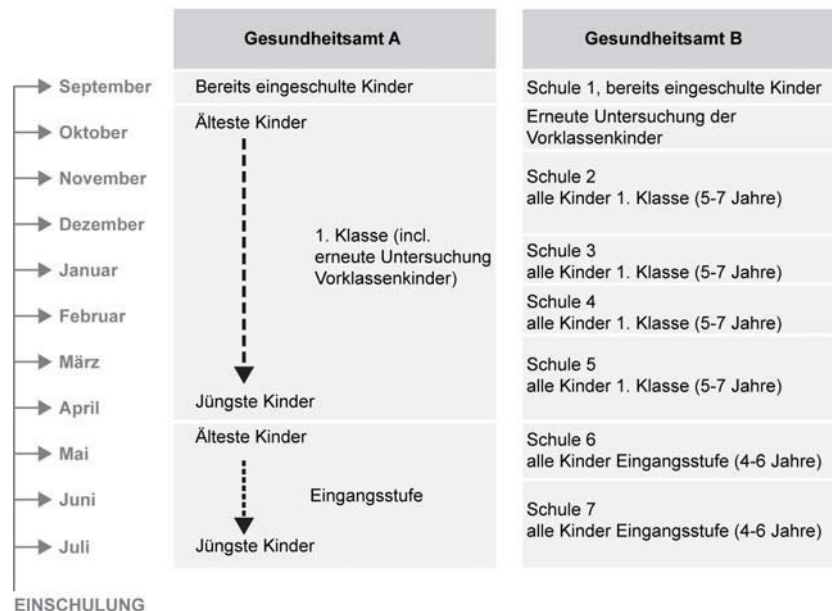 Gesundheitsamt A
Gesundheitsamt B
September
Oktober
November
Dezember
Januar
Februar
März
April
Mai
Juni
Juli
EINSCHULUNG
Bereits eingeschulte Kinder
Älteste Kinder
1. Klasse (incl.
erneute Untersuchung
Vorklassenkinder)
Jüngste Kinder
Älteste Kinder
Eingangsstufe
Jüngste Kinder
Schule 1, bereits eingeschulte Kinder
Erneute Untersuchung der
Vorklassenkinder
Schule 2
alle Kinder 1. Klasse (5-7 Jahre)
Schule 3
alle Kinder 1. Klasse (5-7 Jahre)
Schule 4
alle Kinder 1. Klasse (5-7 Jahre)
Schule 5
alle Kinder 1. Klasse (5-7 Jahre)
Schule 6
alle Kinder Eingangsstufe (4-6 Jahre)
Schule 7
alle Kinder Eingangsstufe (4-6 Jahre)